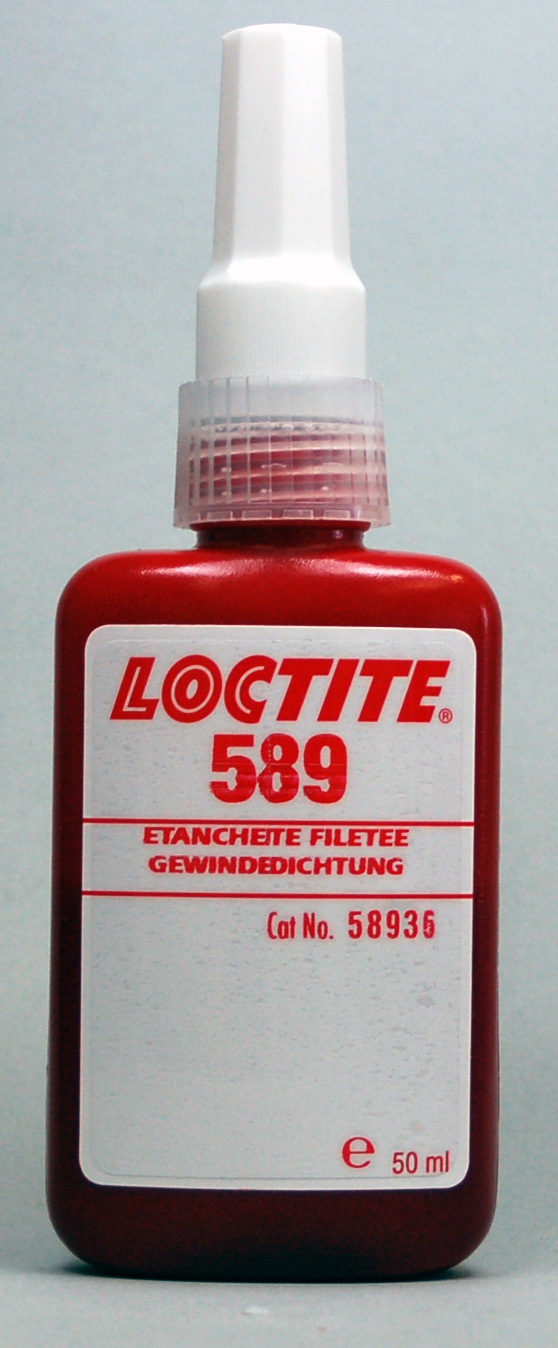 LOCTITE®
589
ETANCHEITE FILETEE
GEWINDEDICHTUNG
Cat No. 58936
℮ 50 ml